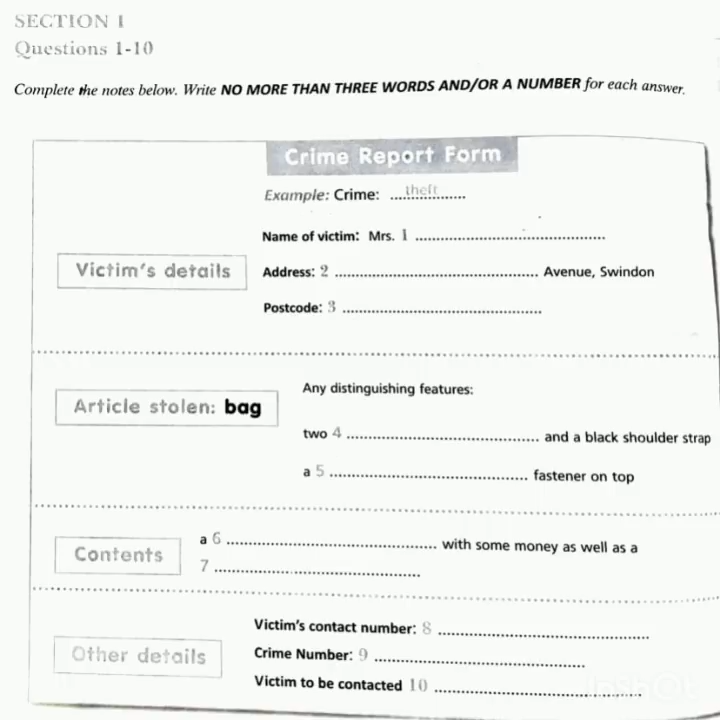 SECTION 1
Questions 1-10
Complete the notes below. Write NO MORE THAN THREE WORDS AND/OR A NUMBER for each answer.
Crime Report Form
Example: Crime: ....theft..........
Name of victim: Mrs. 1 ................................................
Victim's details
Address: 2 .................................................... Avenue, Swindon
Postcode: 3 ....................................................
Any distinguishing features:
Article stolen: bag
two 4 .................................................. and a black shoulder strap
a 5 .................................................. fastener on top
a 6 .................................................... with some money as well as a
Contents
7 ....................................................
Victim's contact number: 8 ......................................................
Crime Number: 9 ......................................................
Other details
Victim to be contacted 10 ......................................................